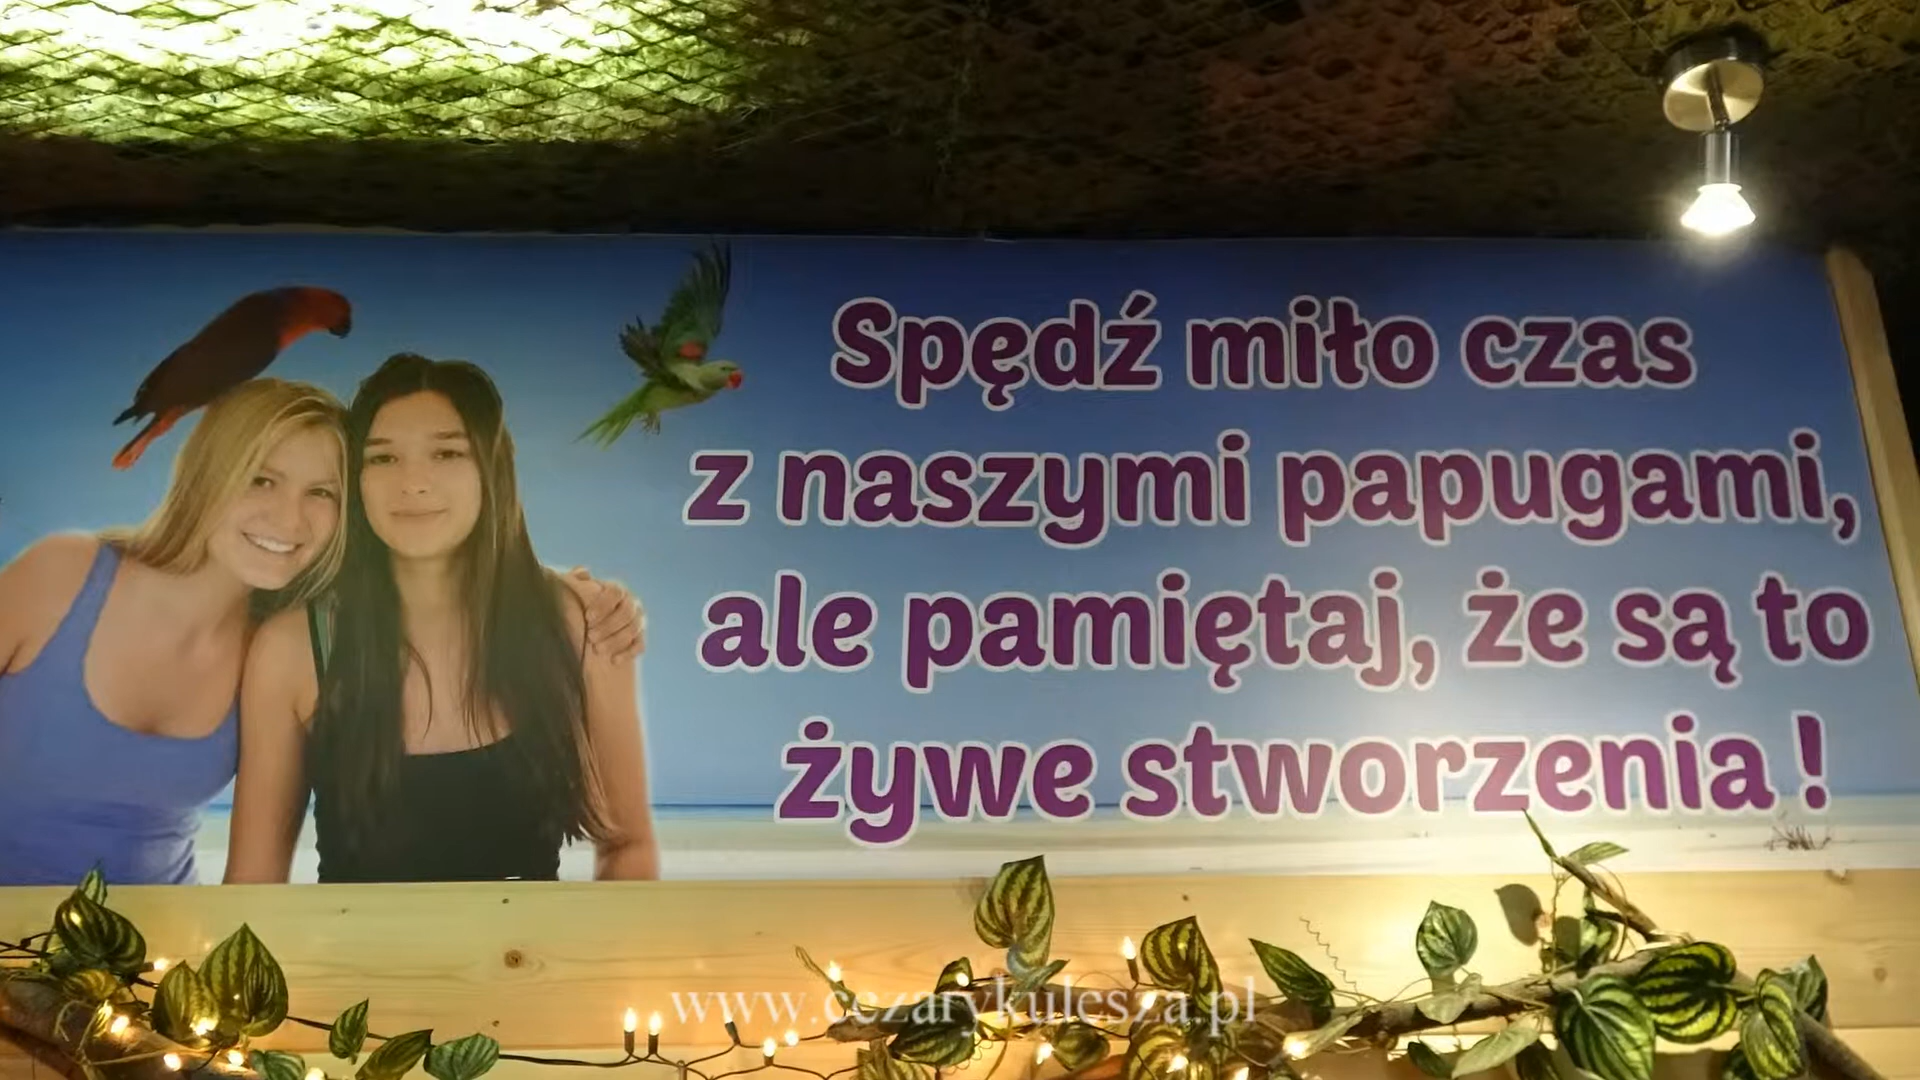 Spędź miło czas
z naszymi papugami,
ale pamiętaj, że są to
żywe stworzenia !
www.cezarykulesza.pl